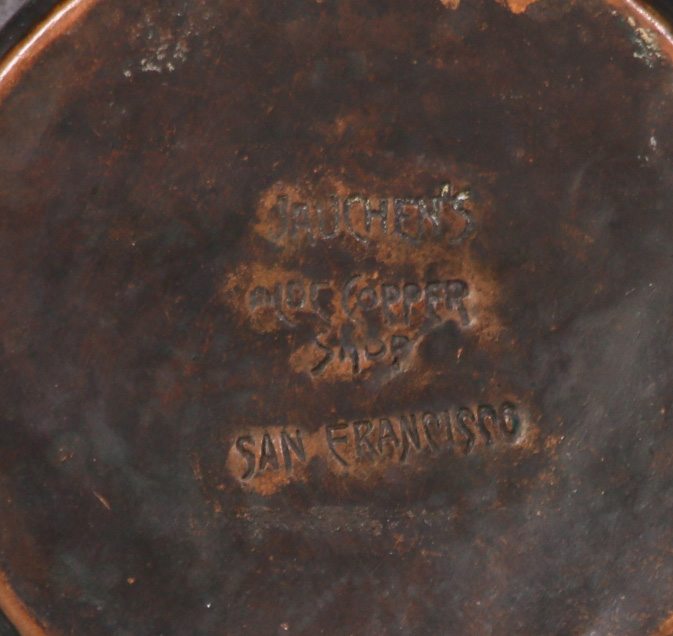 JAUCHEN'S
OLDE COPPER
SHOP
SAN FRANCISCO